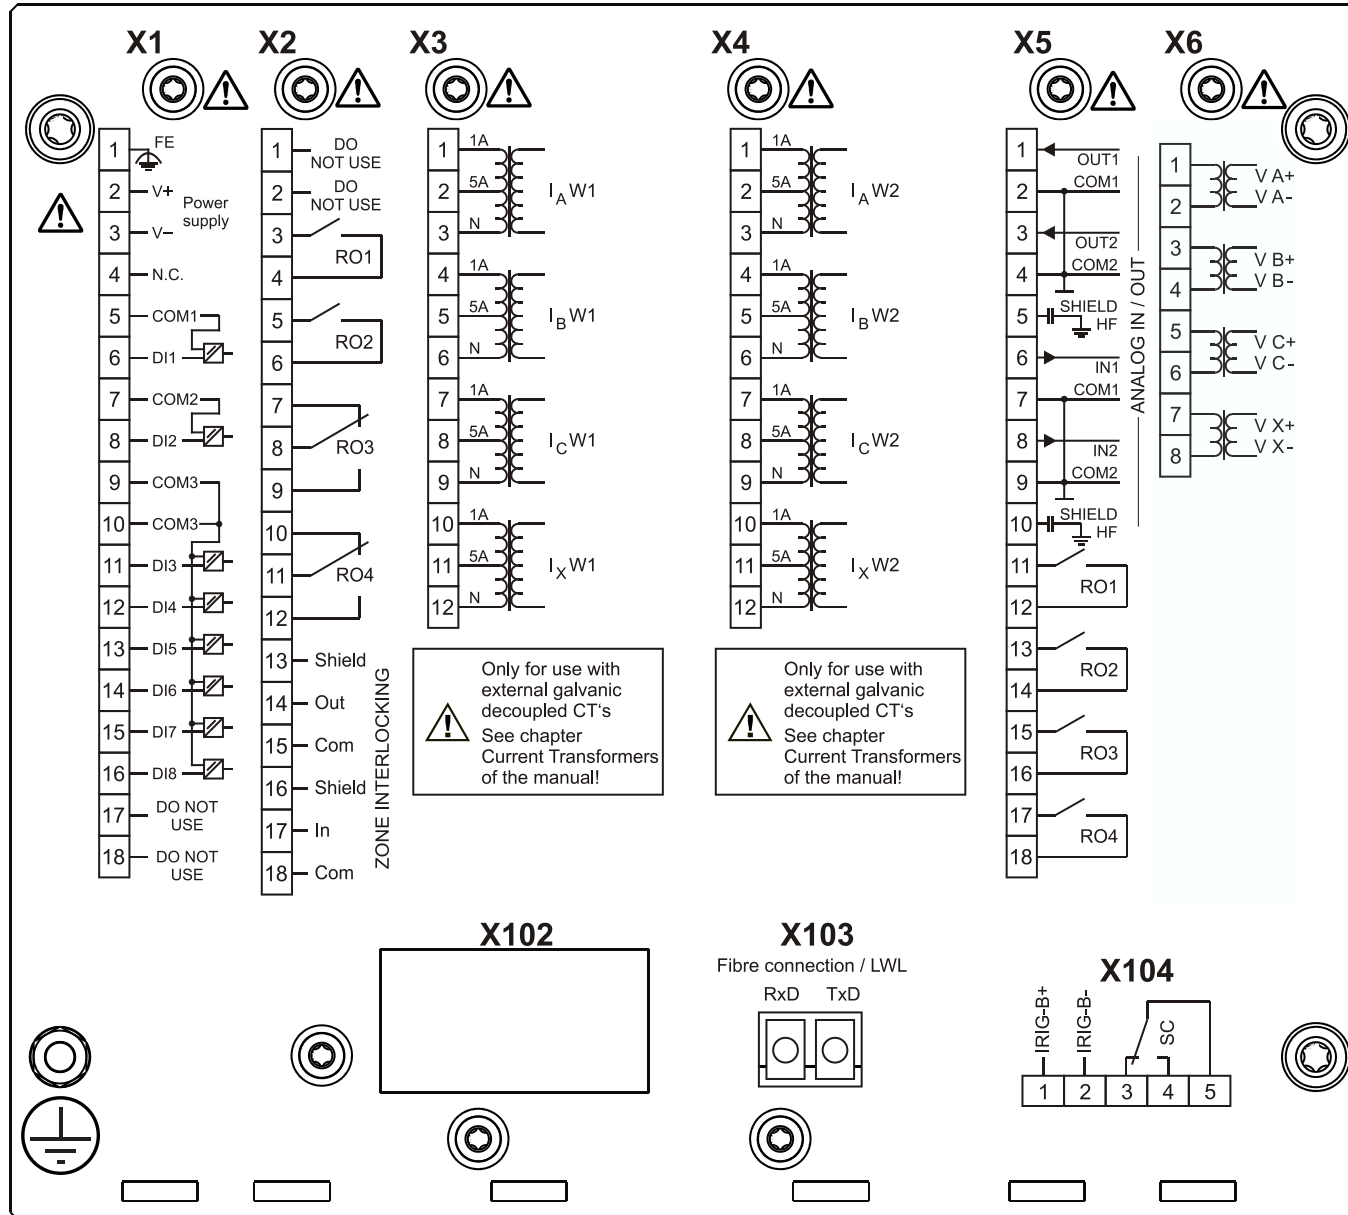 X1
1 FE
2 V+
Power
supply
3 V–
4 N.C.
5 COM1
6 DI1
7 COM2
8 DI2
9 COM3
10 COM3
11 DI3
12 DI4
13 DI5
14 DI6
15 DI7
16 DI8
17 DO NOT
USE
18 DO NOT
USE
X2
1 DO
NOT USE
2 DO
NOT USE
3
RO1
4
5
RO2
6
7
8 RO3
9
10
11 RO4
12
13 Shield
14 Out
15 Com
16 Shield
17 In
18 Com
ZONE INTERLOCKING
X3
1 1A
2 5A IA W1
3 N
4 1A
5 5A IB W1
6 N
7 1A
8 5A IC W1
9 N
10 1A
11 5A IX W1
12 N
Only for use with
external galvanic
decoupled CT‘s
See chapter
Current Transformers
of the manual!
X4
1 1A
2 5A IA W2
3 N
4 1A
5 5A IB W2
6 N
7 1A
8 5A IC W2
9 N
10 1A
11 5A IX W2
12 N
Only for use with
external galvanic
decoupled CT‘s
See chapter
Current Transformers
of the manual!
X5
1 OUT1
2 COM1
3 OUT2
4 COM2
5 SHIELD
HF
6 IN1
7 COM1
8 IN2
9 COM2
10 SHIELD
HF
ANALOG IN / OUT
11
RO1
12
13
RO2
14
15
RO3
16
17
RO4
18
X6
1 V A+
2 V A-
3 V B+
4 V B-
5 V C+
6 V C-
7 V X+
8 V X-
X102
X103
Fibre connection / LWL
RxD TxD
X104
IRIG-B+
IRIG-B-
SC
1 2 3 4 5